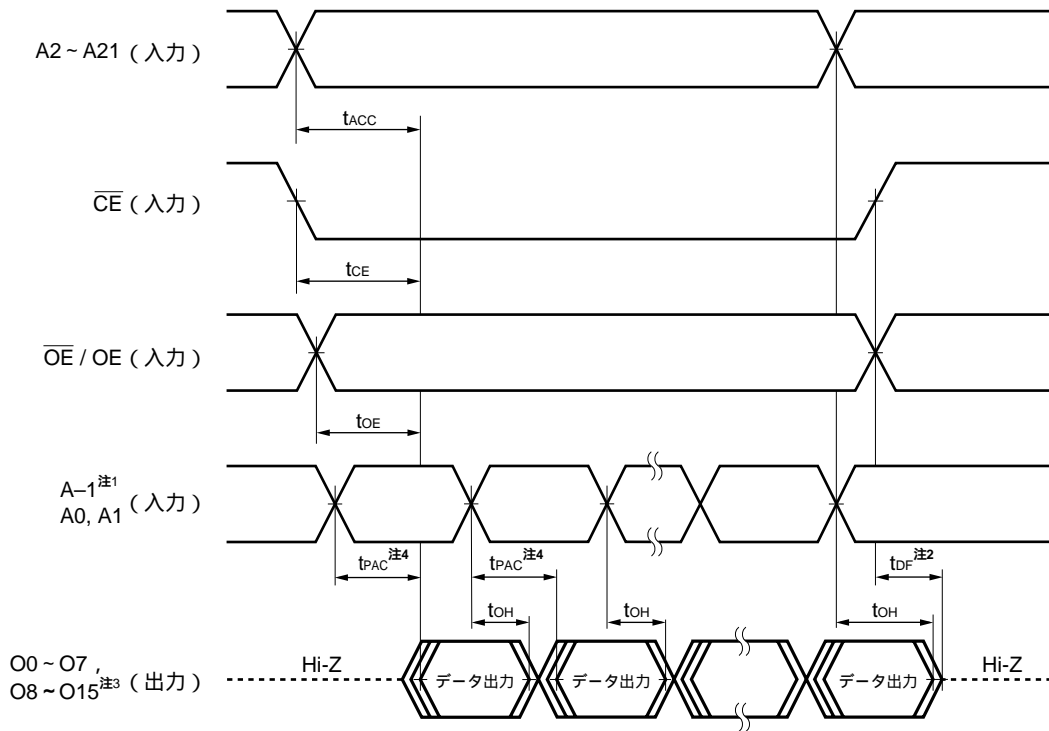 A2 ~ A21 ( 入力 )
tACC
CE ( 入力 )
tCE
OE / OE ( 入力 )
tOE
A–1注1
A0, A1 ( 入力 )
tPAC注4
tPAC注4
tDF注2
tOH
tOH
tOH
O0 ~ O7 ,
O8 ~ O15注3 ( 出力 )
Hi-Z
データ出力
データ出力
データ出力
Hi-Z